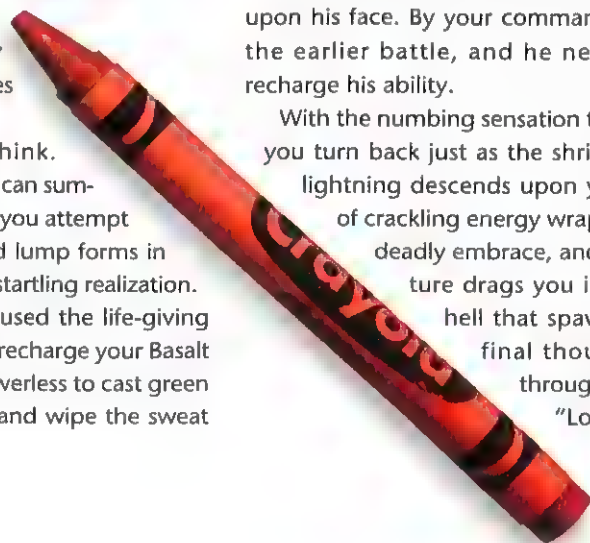 es
hink.
can sum-
you attempt
d lump forms in
startling realization.
used the life-giving
recharge your Basalt
verless to cast green
and wipe the sweat
Crayola
upon his face. By your comman
the earlier battle, and he ne
recharge his ability.
With the numbing sensation t
you turn back just as the shri
lightning descends upon y
of crackling energy wrap
deadly embrace, and
ture drags you i
hell that spav
final thou
throug
"Lo